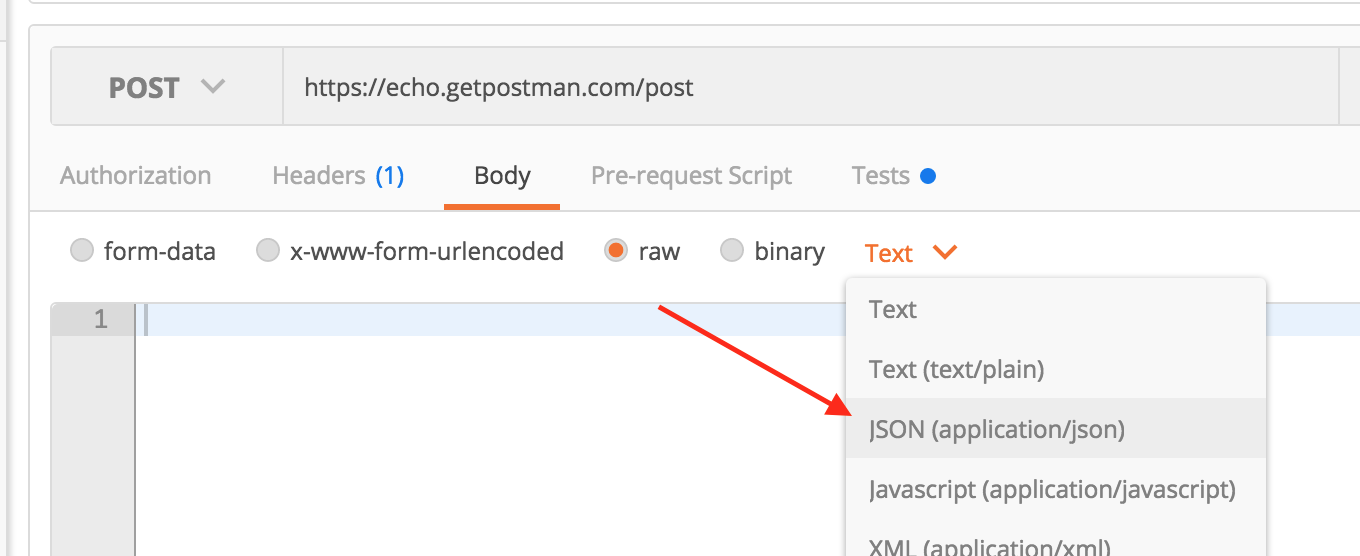 POST https://echo.getpostman.com/post
Authorization Headers (1) Body Pre-request Script Tests
form-data x-www-form-urlencoded raw binary Text
1
Text
Text (text/plain)
JSON (application/json)
Javascript (application/javascript)
XML (application/xml)